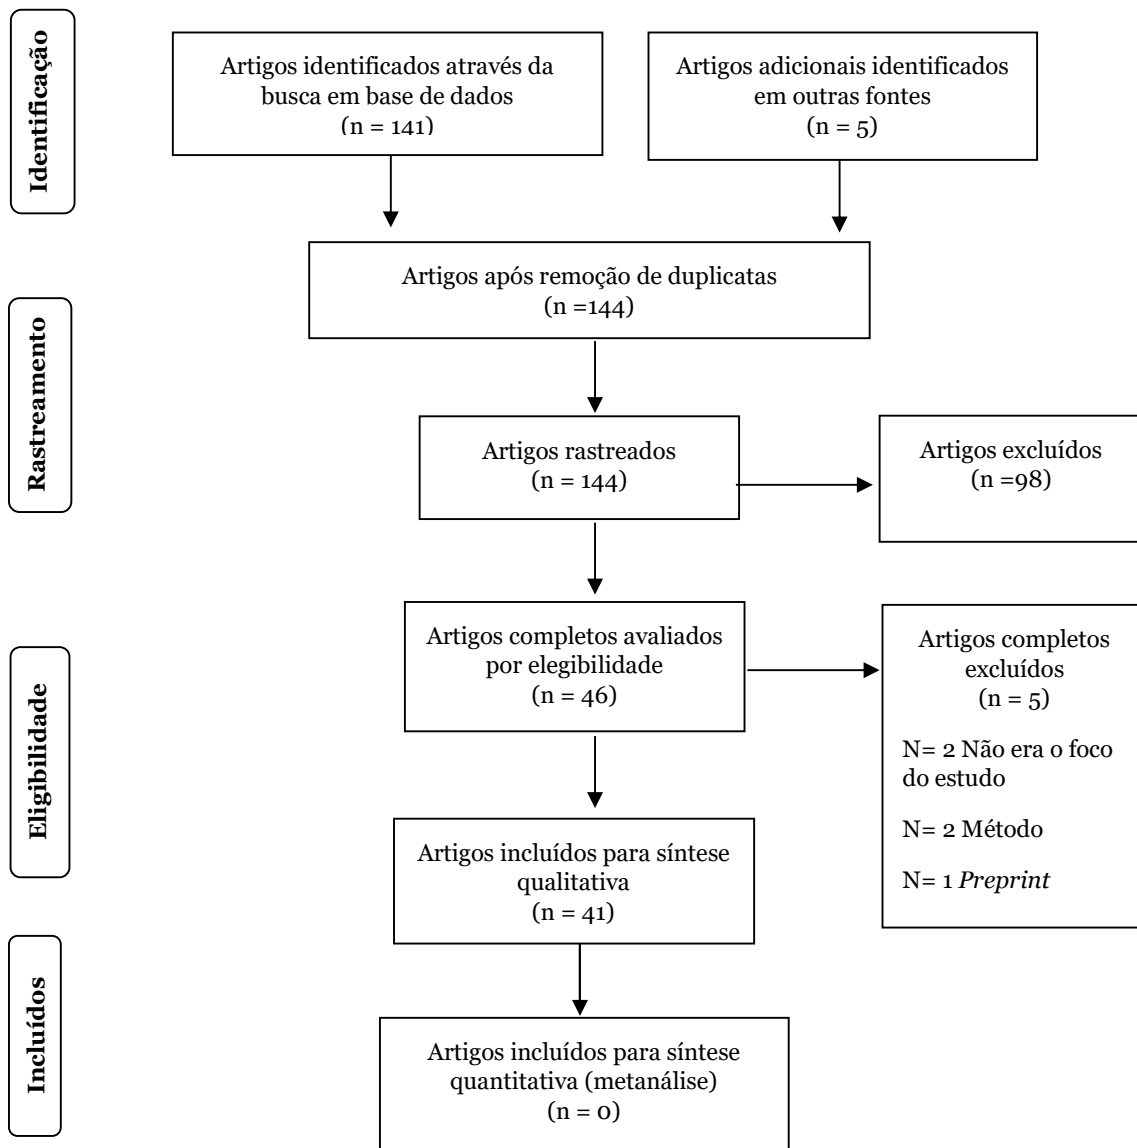 Identificação
Artigos identificados através da
busca em base de dados
(n = 141)
Artigos adicionais identificados
em outras fontes
(n = 5)
Artigos após remoção de duplicatas
(n =144)
Rastreamento
Artigos rastreados
(n = 144)
Artigos excluídos
(n =98)
Eligibilidade
Artigos completos avaliados
por elegibilidade
(n = 46)
Artigos completos
excluídos
(n = 5)
N= 2 Não era o foco
do estudo
N= 2 Método
N= 1 Preprint
Artigos incluídos para síntese
qualitativa
(n = 41)
Incluídos
Artigos incluídos para síntese
quantitativa (metanálise)
(n = 0)